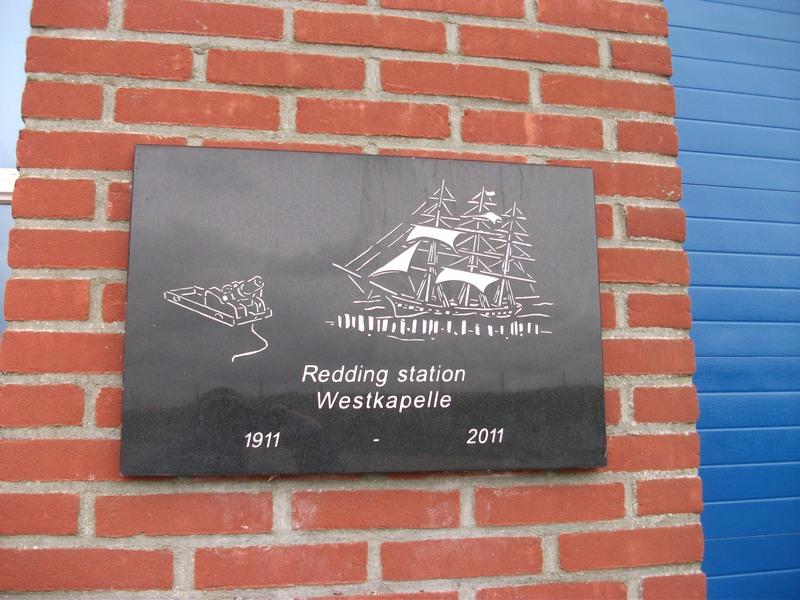 Redding station
Westkapelle
1911 - 2011